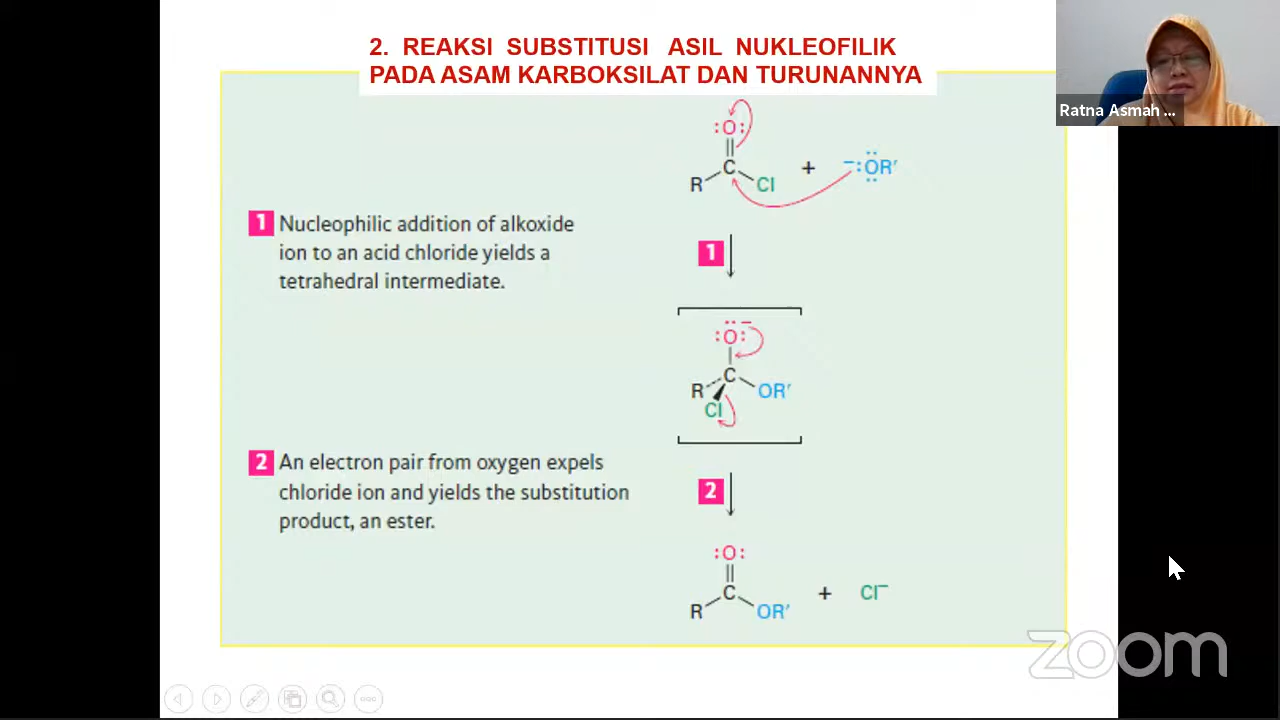 2. REAKSI SUBSTITUSI ASIL NUKLEOFILIK
PADA ASAM KARBOKSILAT DAN TURUNANNYA
Ratna Asmah ...
:O:
C
R
Cl
+
−:ÖR′
1 Nucleophilic addition of alkoxide
ion to an acid chloride yields a
tetrahedral intermediate.
1
:O:−
C
R
OR′
Cl
2 An electron pair from oxygen expels
chloride ion and yields the substitution
product, an ester.
2
:O:
C
R
OR′
+
Cl−
zoom